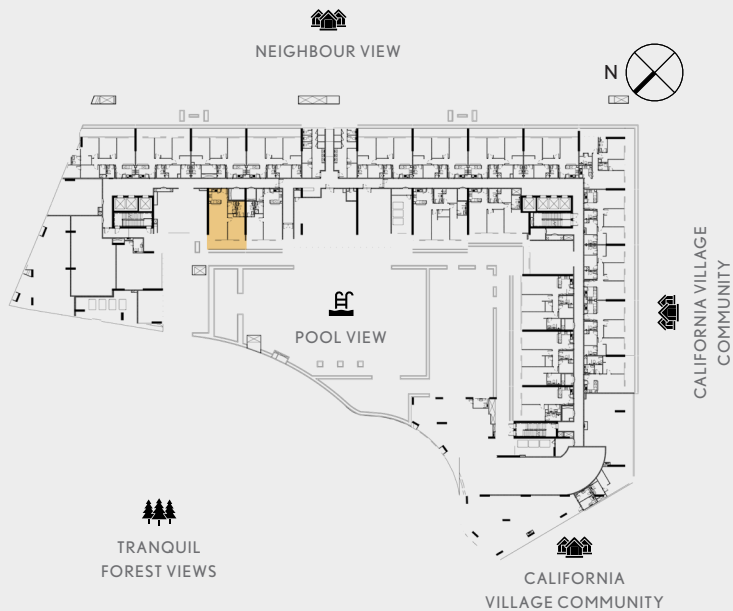 NEIGHBOUR VIEW
N
CALIFORNIA VILLAGE
COMMUNITY
POOL VIEW
TRANQUIL
FOREST VIEWS
CALIFORNIA
VILLAGE COMMUNITY